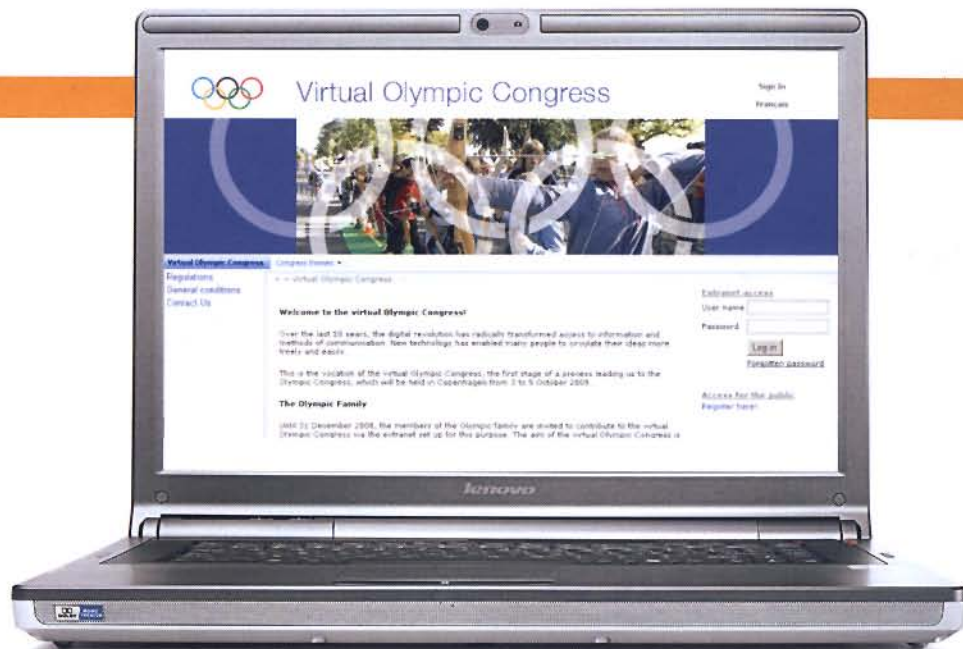 Virtual Olympic Congress
Sign In
Français
Virtual Olympic Congress
Congress themes
Regulations
General conditions
Contact Us
Virtual Olympic Congress
Welcome to the virtual Olympic Congress!
Over the last 10 years, the digital revolution has radically transformed access to information and
methods of communication. New technology has enabled many people to circulate their ideas more
freely and easily.
This is the vocation of the virtual Olympic Congress, the first stage of a process leading us to the
Olympic Congress, which will be held in Copenhagen from 3 to 5 October 2009.
The Olympic Family
Until 31 December 2008, the members of the Olympic family are invited to contribute to the virtual
Olympic Congress via the extranet set up for this purpose. The aim of the virtual Olympic Congress is
Extranet access
User name
Password
Log in
Forgotten password
Access for the public
Register here!
lenovo